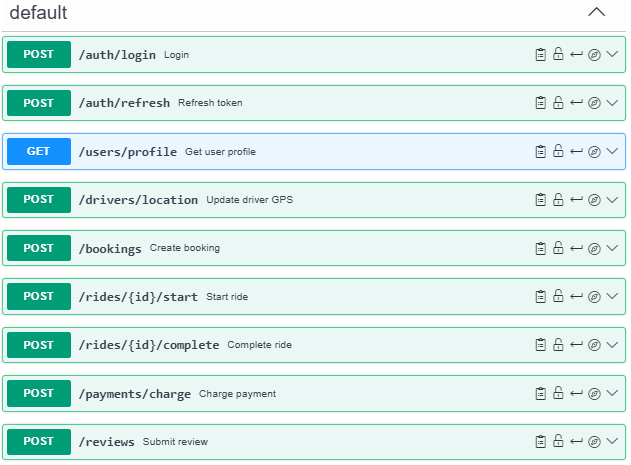 default
POST /auth/login Login
POST /auth/refresh Refresh token
GET /users/profile Get user profile
POST /drivers/location Update driver GPS
POST /bookings Create booking
POST /rides/{id}/start Start ride
POST /rides/{id}/complete Complete ride
POST /payments/charge Charge payment
POST /reviews Submit review